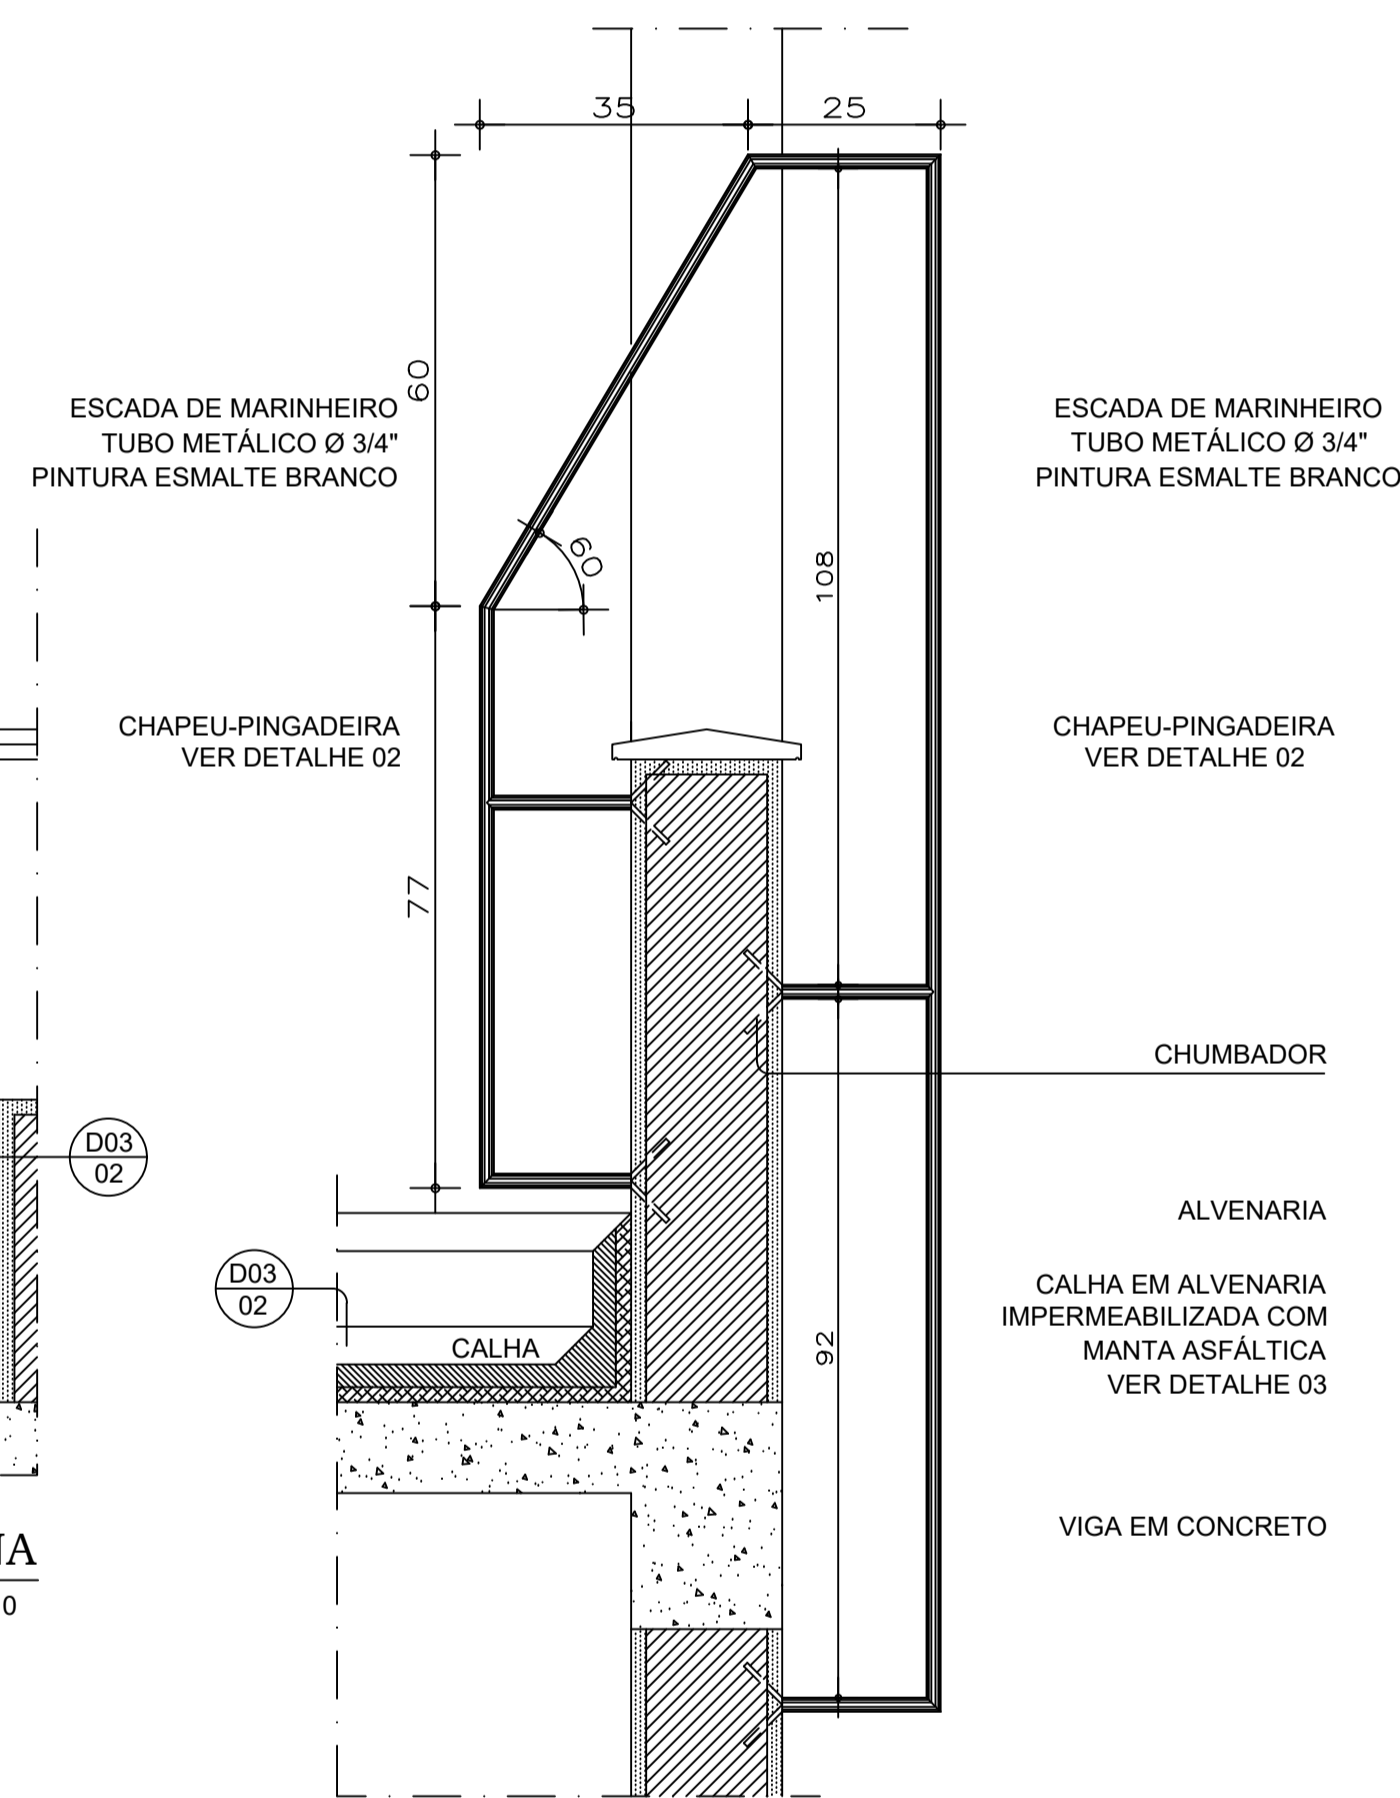 35
25
60
ESCADA DE MARINHEIRO
TUBO METÁLICO Ø 3/4"
PINTURA ESMALTE BRANCO
ESCADA DE MARINHEIRO
TUBO METÁLICO Ø 3/4"
PINTURA ESMALTE BRANCO
60
108
CHAPEU-PINGADEIRA
VER DETALHE 02
CHAPEU-PINGADEIRA
VER DETALHE 02
77
CHUMBADOR
D03
02
ALVENARIA
D03
02
CALHA
CALHA EM ALVENARIA
IMPERMEABILIZADA COM
MANTA ASFÁLTICA
VER DETALHE 03
92
VIGA EM CONCRETO
0